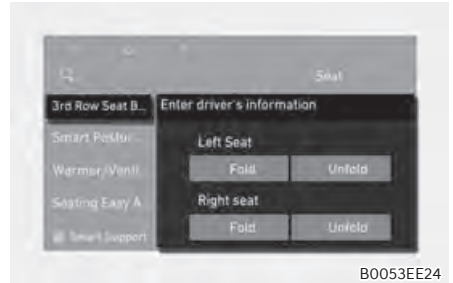 Seat
3rd Row Seat B...
Enter driver's information
Smart Postur...
Left Seat
Warmer/Venti...
Fold
Unfold
Seating Easy A...
Right seat
Smart Support
Fold
Unfold
B0053EE24